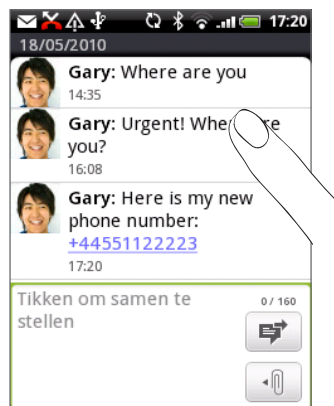 17:20
18/05/2010
Gary: Where are you
14:35
Gary: Urgent! Where are
you?
16:08
Gary: Here is my new
phone number:
+44551122223
17:20
Tikken om samen te
stellen
0 / 160